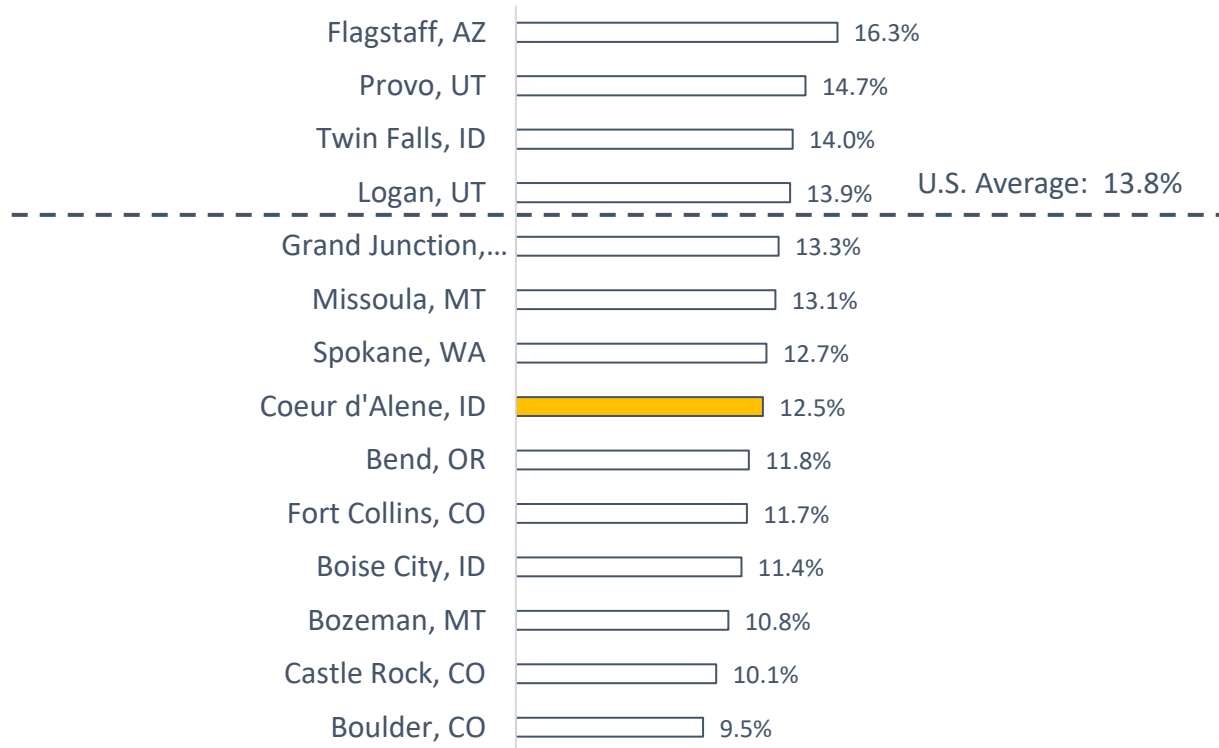 Flagstaff, AZ 16.3%
Provo, UT 14.7%
Twin Falls, ID 14.0%
Logan, UT 13.9% U.S. Average: 13.8%
Grand Junction,... 13.3%
Missoula, MT 13.1%
Spokane, WA 12.7%
Coeur d'Alene, ID 12.5%
Bend, OR 11.8%
Fort Collins, CO 11.7%
Boise City, ID 11.4%
Bozeman, MT 10.8%
Castle Rock, CO 10.1%
Boulder, CO 9.5%